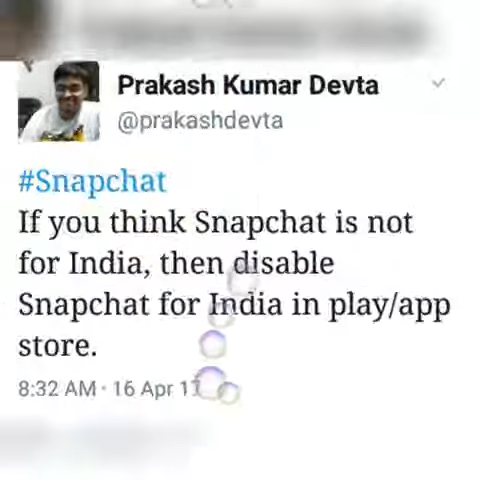 Prakash Kumar Devta
@prakashdevta
#Snapchat
If you think Snapchat is not
for India, then disable
Snapchat for India in play/app
store.
8:32 AM · 16 Apr 17